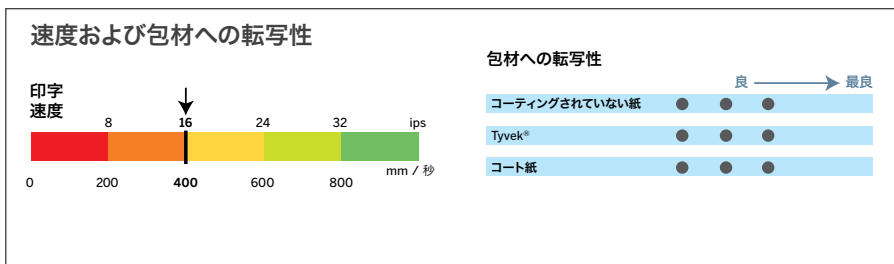 速度および包材への転写性
印字
速度
8 16 24 32 ips
mm / 秒
0 200 400 600 800
包材への転写性
良 最良
コーティングされていない紙
Tyvek®
コート紙